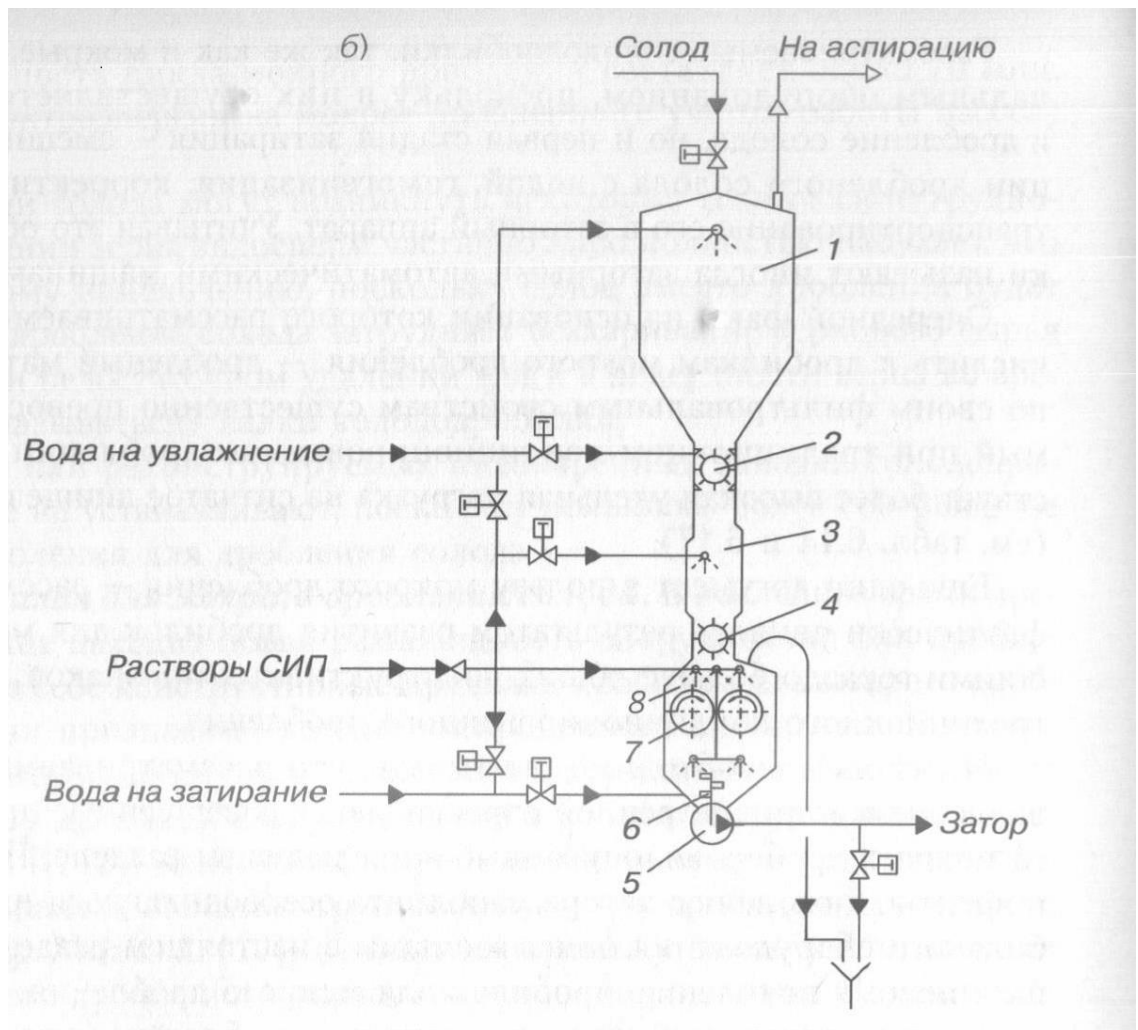 б)
Солод
На аспирацию
1
Вода на увлажнение
2
3
4
Растворы СИП
8
7
Вода на затирание
6
Затор
5